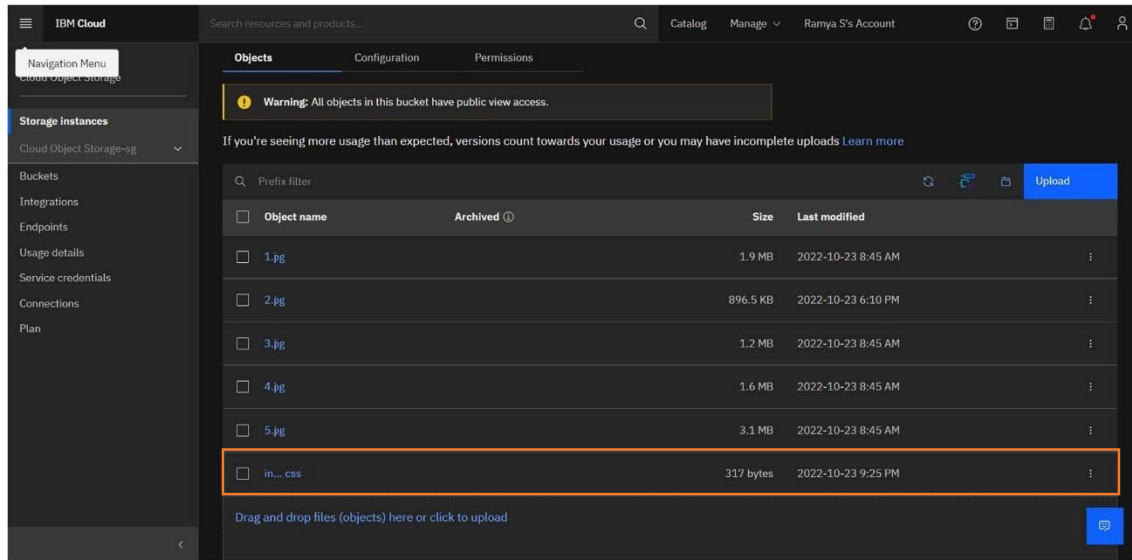 IBM Cloud
Search resources and products...
Catalog
Manage
Ramya S's Account
Navigation Menu
Cloud Object Storage
Storage instances
Cloud Object Storage-sg
Buckets
Integrations
Endpoints
Usage details
Service credentials
Connections
Plan
Objects
Configuration
Permissions
Warning: All objects in this bucket have public view access.
If you're seeing more usage than expected, versions count towards your usage or you may have incomplete uploads Learn more
Prefix filter
Upload
Object name Archived Size Last modified
1.jpg 1.9 MB 2022-10-23 8:45 AM
2.jpg 896.5 KB 2022-10-23 6:10 PM
3.jpg 1.2 MB 2022-10-23 8:45 AM
4.jpg 1.6 MB 2022-10-23 8:45 AM
5.jpg 3.1 MB 2022-10-23 8:45 AM
in... css 317 bytes 2022-10-23 9:25 PM
Drag and drop files (objects) here or click to upload